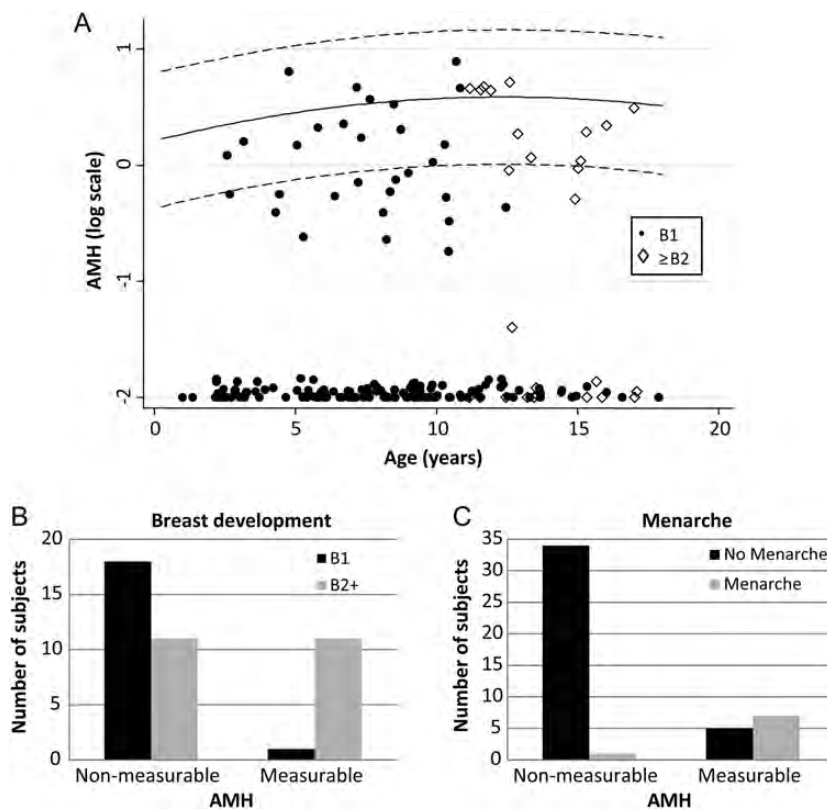 A
AMH (log scale)
1
0
-1
-2
B1
≥B2
0 5 10 15 20
Age (years)
B
Breast development
Number of subjects
20
15
10
5
0
B1
B2+
Non-measurable Measurable
AMH
C
Menarche
Number of subjects
35
30
25
20
15
10
5
0
No Menarche
Menarche
Non-measurable Measurable
AMH